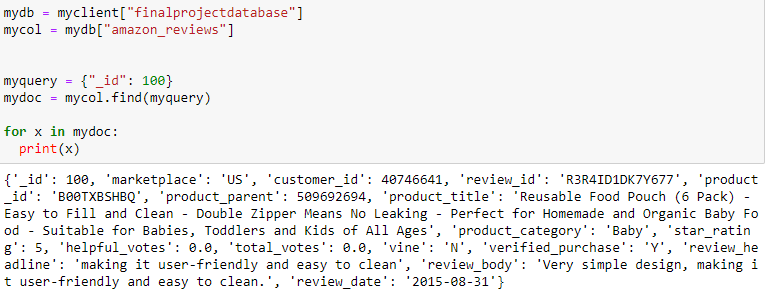 mydb = myclient["finalprojectdatabase"]
mycol = mydb["amazon_reviews"]
myquery = {"_id": 100}
mydoc = mycol.find(myquery)
for x in mydoc:
  print(x)
{'_id': 100, 'marketplace': 'US', 'customer_id': 40746641, 'review_id': 'R3R4ID1DK7Y677', 'product
_id': 'B00TXBSHBQ', 'product_parent': 509692694, 'product_title': 'Reusable Food Pouch (6 Pack) -
Easy to Fill and Clean - Double Zipper Means No Leaking - Perfect for Homemade and Organic Baby Fo
od - Suitable for Babies, Toddlers and Kids of All Ages', 'product_category': 'Baby', 'star_ratin
g': 5, 'helpful_votes': 0.0, 'total_votes': 0.0, 'vine': 'N', 'verified_purchase': 'Y', 'review_he
adline': 'making it user-friendly and easy to clean', 'review_body': 'Very simple design, making i
t user-friendly and easy to clean.', 'review_date': '2015-08-31'}